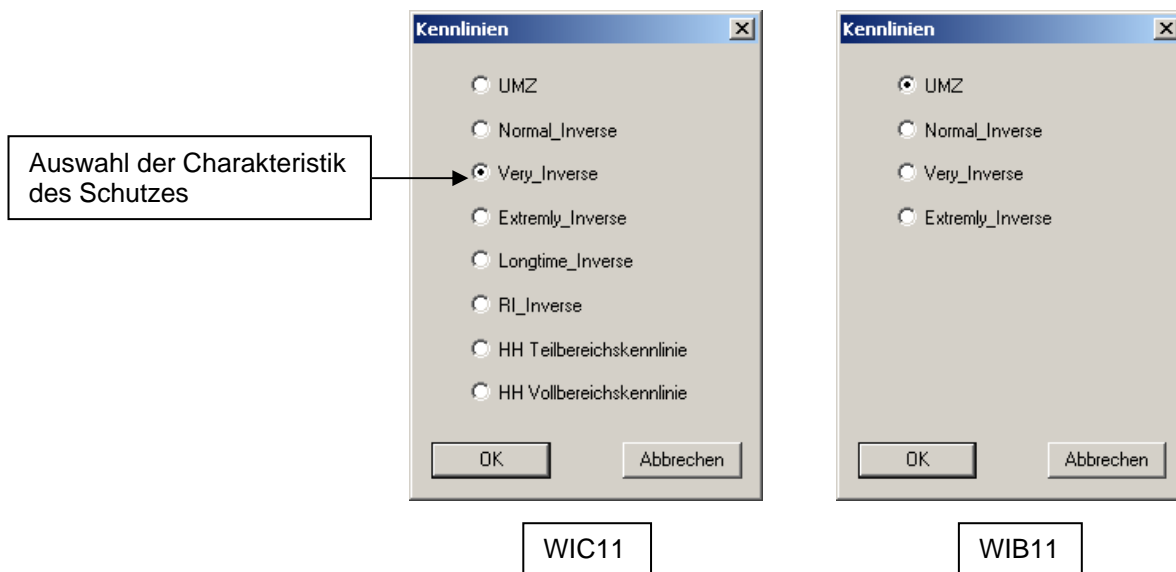 Auswahl der Charakteristik
des Schutzes
Kennlinien
UMZ
Normal_Inverse
Very_Inverse
Extremly_Inverse
Longtime_Inverse
RI_Inverse
HH Teilbereichskennlinie
HH Vollbereichskennlinie
OK Abbrechen
WIC11
Kennlinien
UMZ
Normal_Inverse
Very_Inverse
Extremly_Inverse
OK Abbrechen
WIB11